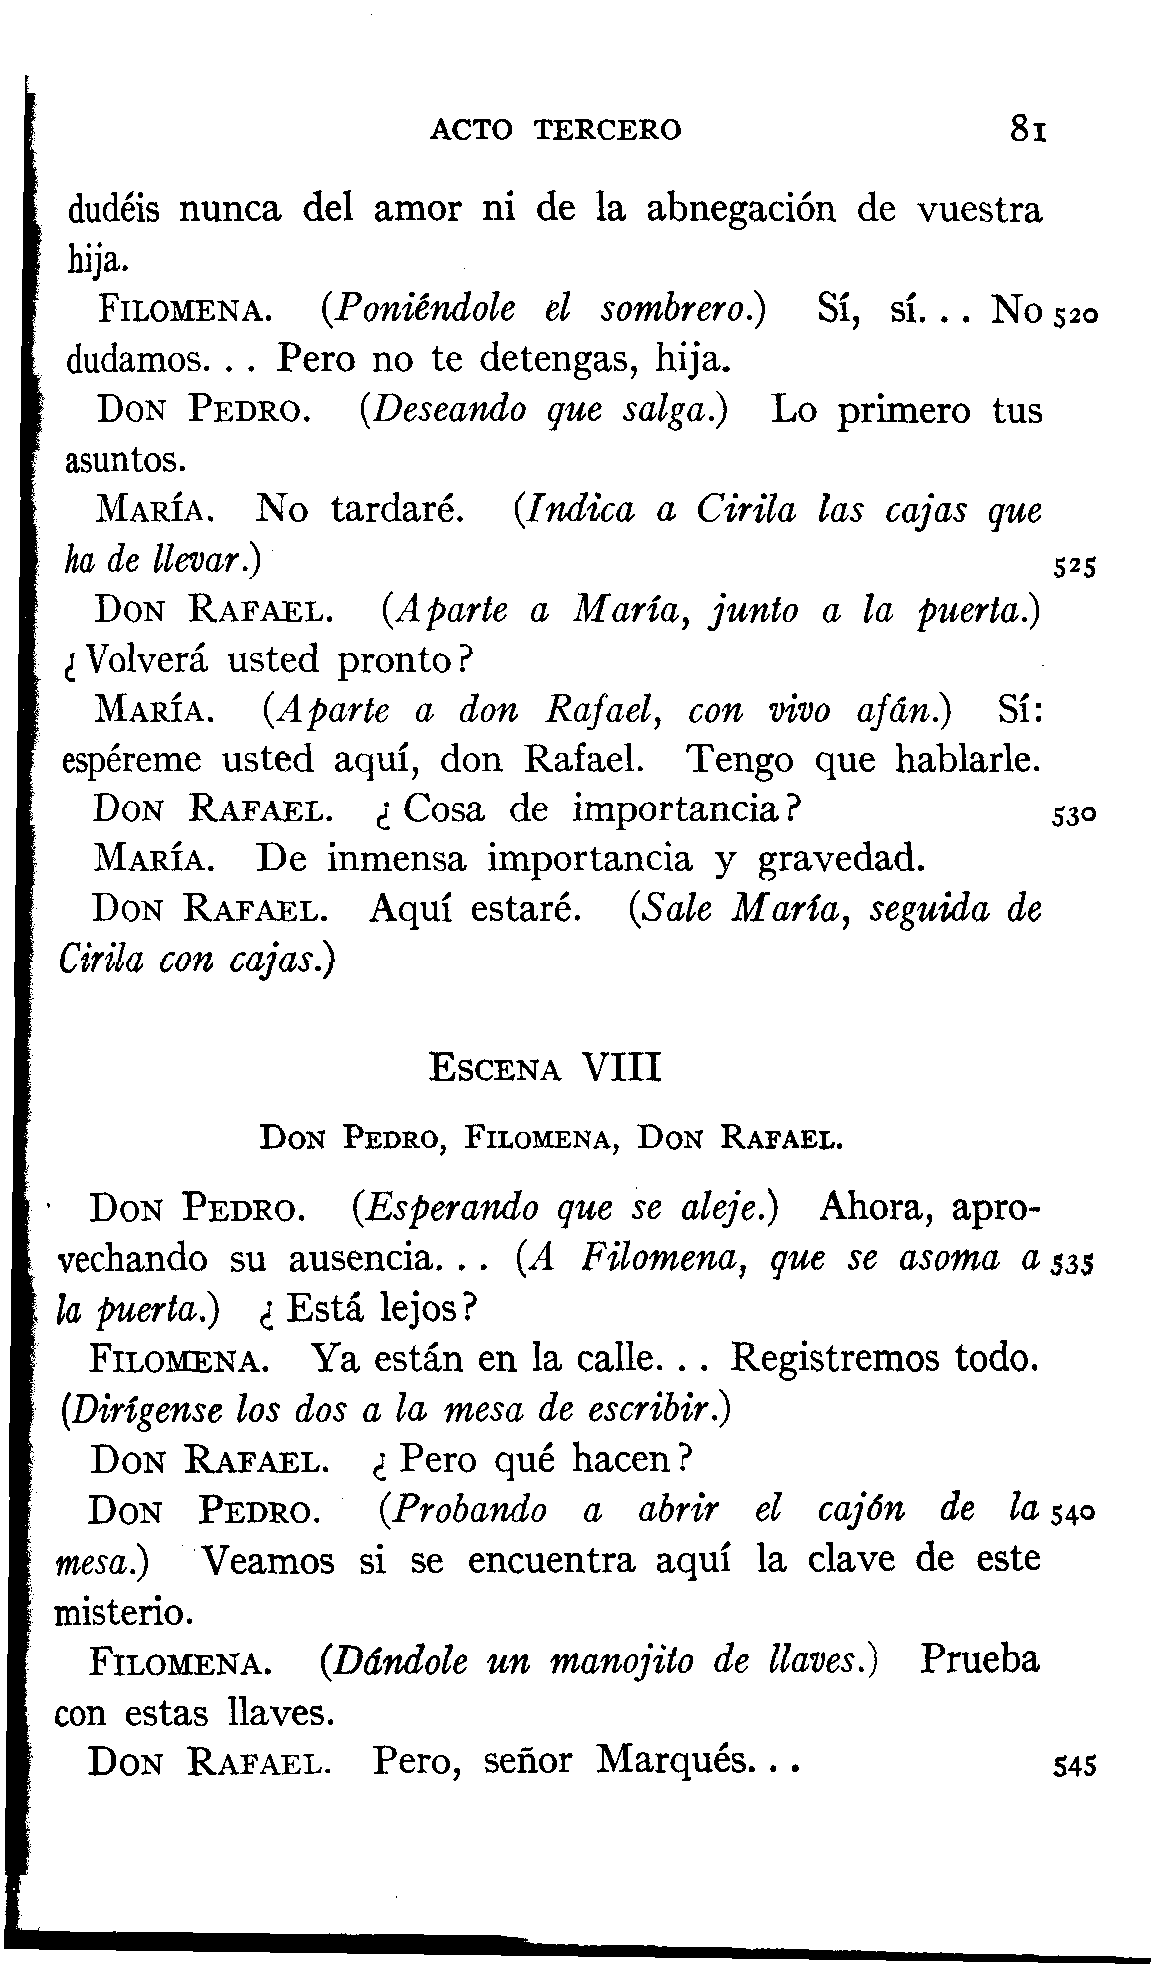 ACTO TERCERO 81
dudéis nunca del amor ni de la abnegación de vuestra
hija.
FILOMENA. (Poniéndole el sombrero.) Sí, sí. . . No 520
dudamos. . . Pero no te detengas, hija.
DON PEDRO. (Deseando que salga.) Lo primero tus
asuntos.
MARÍA. No tardaré. (Indica a Cirila las cajas que
ha de llevar.) 525
DON RAFAEL. (Aparte a María, junto a la puerta.)
¿Volverá usted pronto?
MARÍA. (Aparte a don Rafael, con vivo afán.) Sí:
espéreme usted aquí, don Rafael. Tengo que hablarle.
DON RAFAEL. ¿Cosa de importancia? 530
MARÍA. De inmensa importancia y gravedad.
DON RAFAEL. Aquí estaré. (Sale María, seguida de
Cirila con cajas.)
ESCENA VIII
DON PEDRO, FILOMENA, DON RAFAEL.
DON PEDRO. (Esperando que se aleje.) Ahora, apro-
vechando su ausencia. . . (A Filomena, que se asoma a 535
la puerta.) ¿Está lejos?
FILOMENA. Ya están en la calle. . . Registremos todo.
(Dirígense los dos a la mesa de escribir.)
DON RAFAEL. ¿Pero qué hacen?
DON PEDRO. (Probando a abrir el cajón de la 540
mesa.) Veamos si se encuentra aquí la clave de este
misterio.
FILOMENA. (Dándole un manojito de llaves.) Prueba
con estas llaves.
DON RAFAEL. Pero, señor Marqués. . . 545